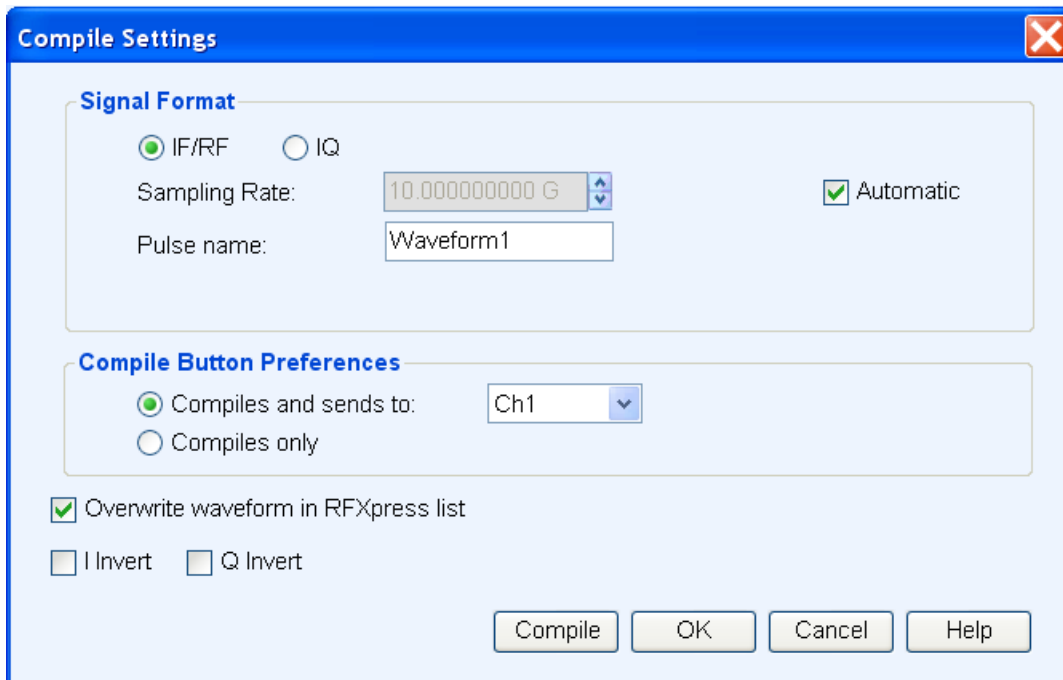 Compile Settings
Signal Format
IF/RF IQ
Sampling Rate: 10.000000000 G Automatic
Pulse name: Waveform1
Compile Button Preferences
Compiles and sends to: Ch1
Compiles only
Overwrite waveform in RFXpress list
I Invert Q Invert
Compile OK Cancel Help